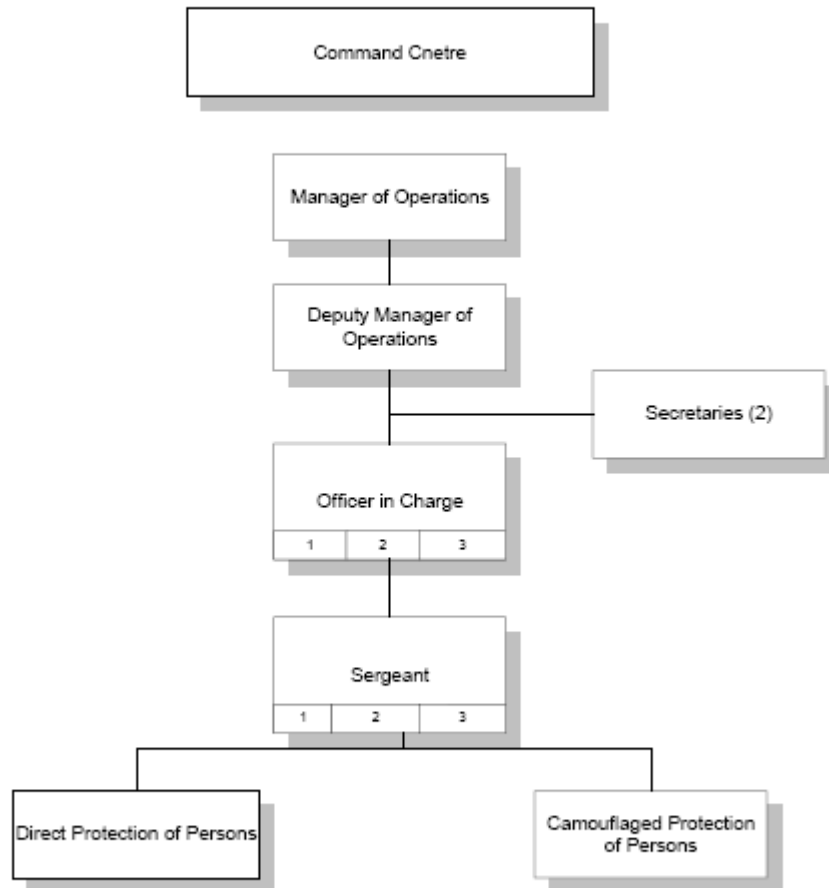 Command Cnetre
Manager of Operations
Deputy Manager of
Operations
Secretaries (2)
Officer in Charge
1 2 3
Sergeant
1 2 3
Direct Protection of Persons
Camouflaged Protection
of Persons